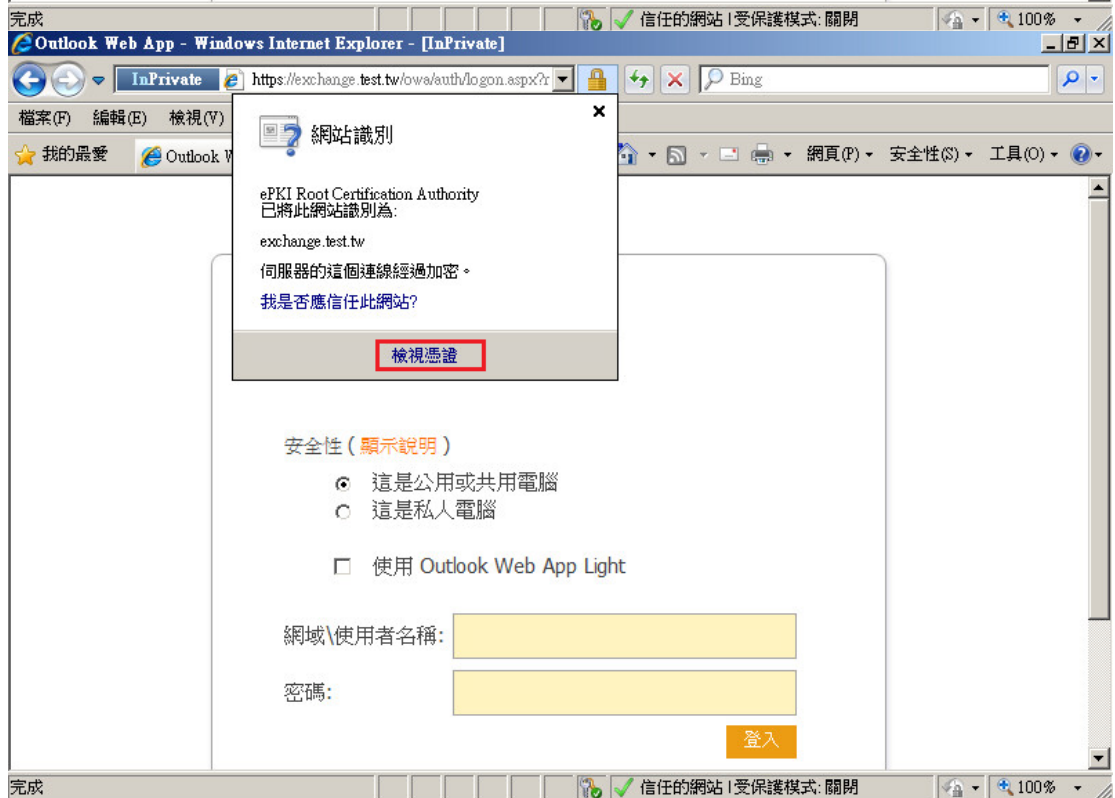 完成
信任的網站 | 受保護模式: 關閉
100%
Outlook Web App - Windows Internet Explorer - [InPrivate]
InPrivate
https://exchange.test.tw/owa/auth/logon.aspx?r
Bing
檔案(F) 編輯(E) 檢視(V)
我的最愛
Outlook W
網頁(P)
安全性(S)
工具(O)
網站識別
ePKI Root Certification Authority
已將此網站識別為:
exchange.test.tw
伺服器的這個連線經過加密。
我是否應信任此網站?
檢視憑證
安全性 ( 顯示說明 )
這是公用或共用電腦
這是私人電腦
使用 Outlook Web App Light
網域\使用者名稱:
密碼:
登入
完成
信任的網站 | 受保護模式: 關閉
100%